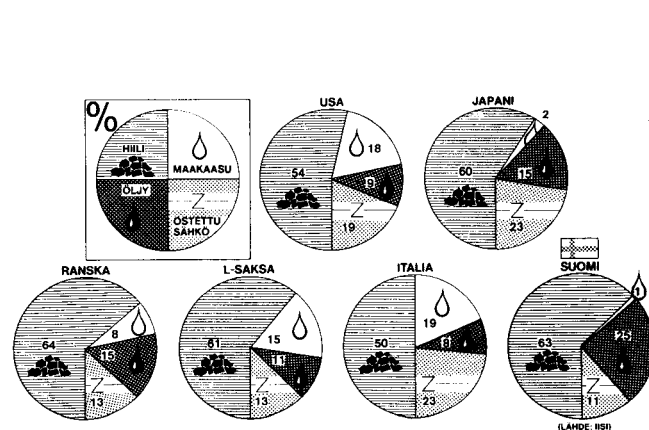 %
HIILI
MAAKAASU
ÖLJY
OSTETTU
SÄHKÖ
USA
54
18
9
19
JAPANI
60
2
15
23
RANSKA
64
8
15
13
L-SAKSA
61
15
11
13
ITALIA
50
19
8
23
SUOMI
63
1
25
11
(LÄHDE: IISI)